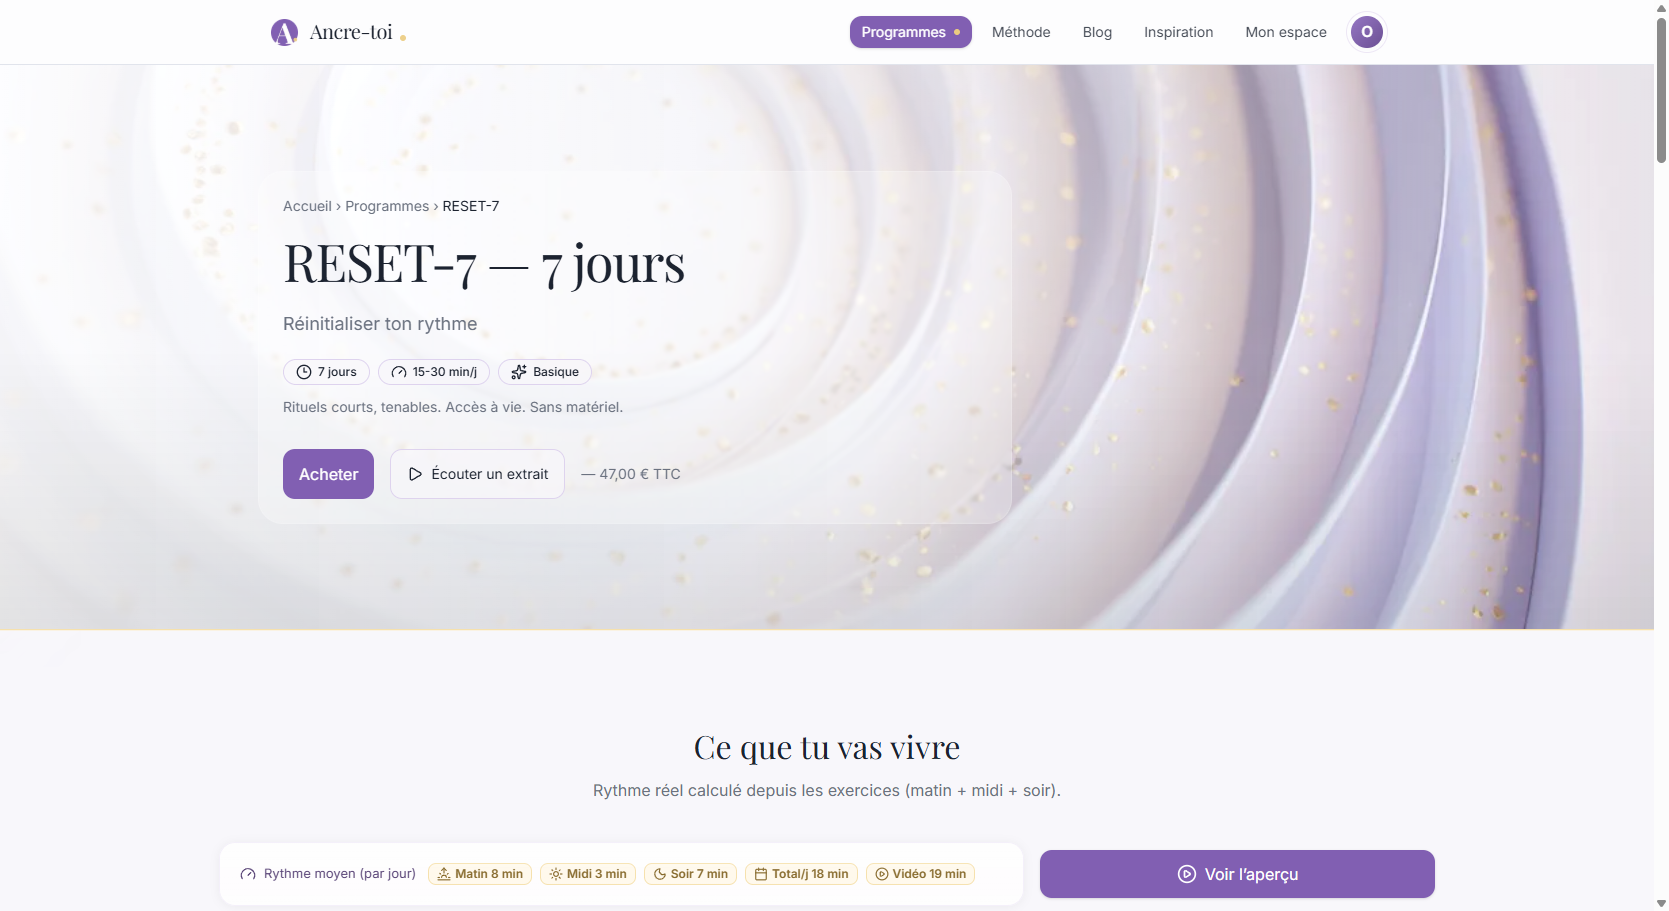 Ancre-toi
Programmes
Méthode
Blog
Inspiration
Mon espace
O
Accueil › Programmes › RESET-7
RESET-7 — 7 jours
Réinitialiser ton rythme
7 jours
15-30 min/j
Basique
Rituels courts, tenables. Accès à vie. Sans matériel.
Acheter
Écouter un extrait
— 47,00 € TTC
Ce que tu vas vivre
Rythme réel calculé depuis les exercices (matin + midi + soir).
Rythme moyen (par jour)
Matin 8 min
Midi 3 min
Soir 7 min
Total/j 18 min
Vidéo 19 min
Voir l’aperçu